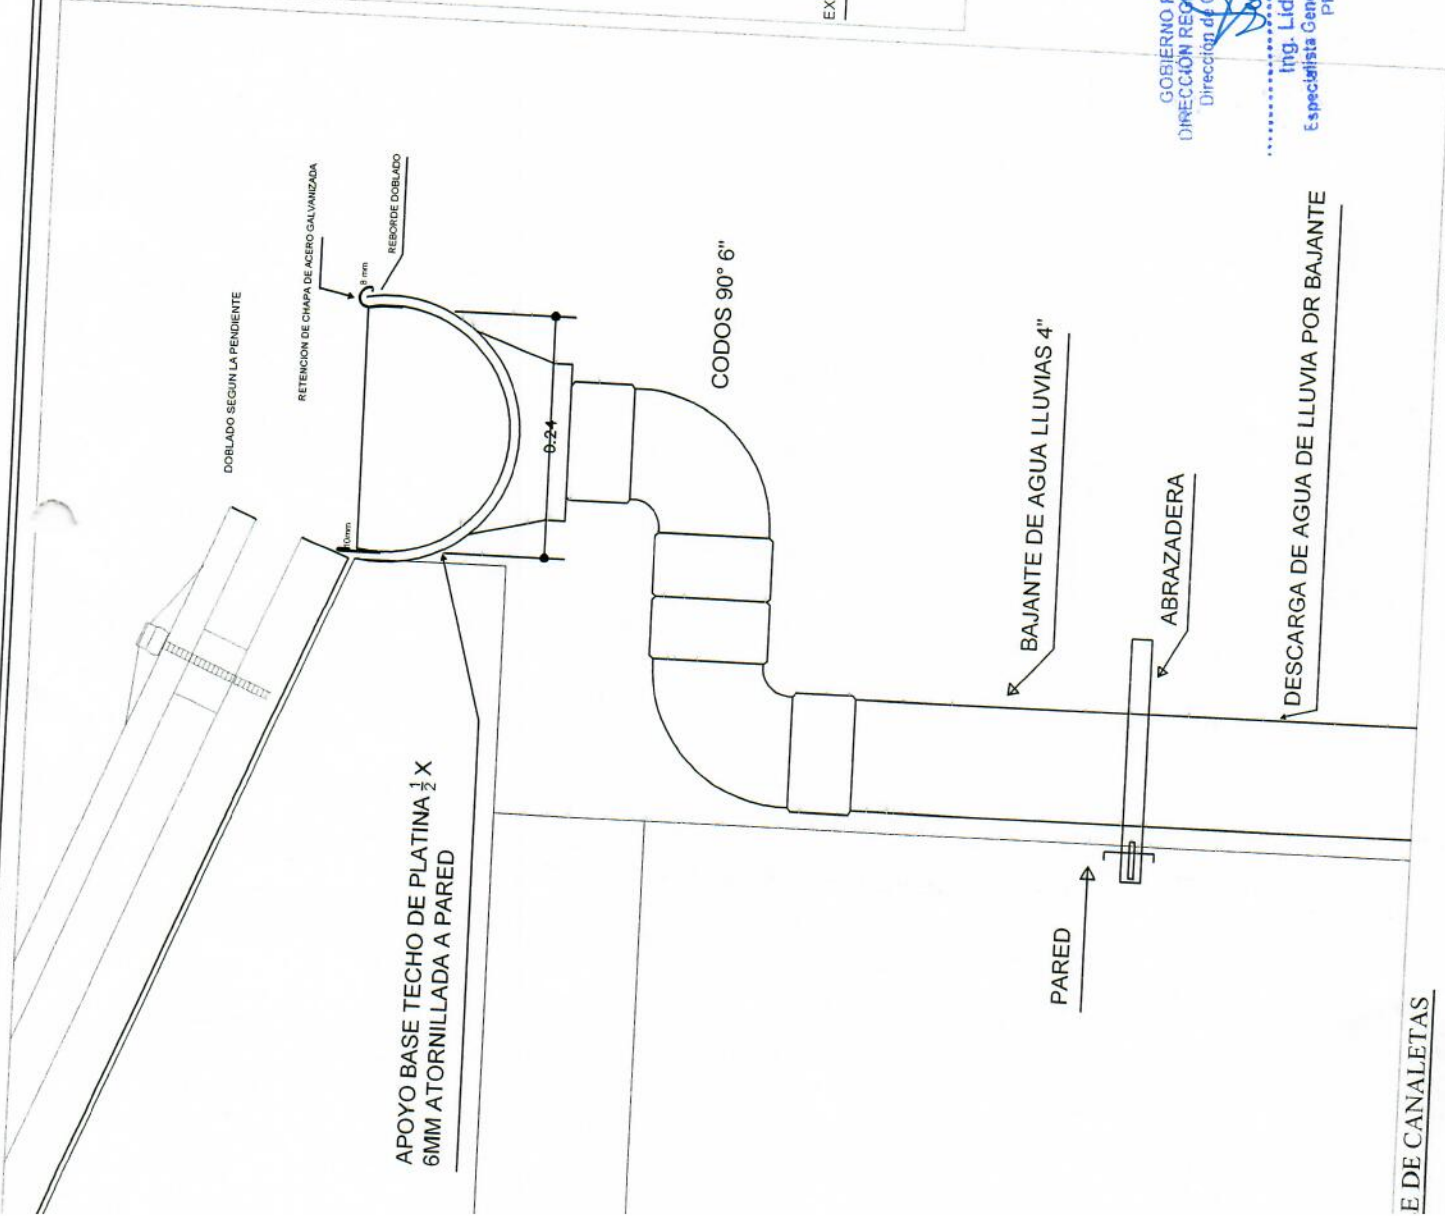 EX
GOBIERNO
DIRECCIÓN REG
Dirección de
Ing. Lid
Especialista Gen
DOBLADO SEGUN LA PENDIENTE
RETENCION DE CHAPA DE ACERO GALVANIZADA
8 mm
REBORDE DOBLADO
10mm
0.24
CODOS 90° 6"
BAJANTE DE AGUA LLUVIAS 4"
ABRAZADERA
DESCARGA DE AGUA DE LLUVIA POR BAJANTE
APOYO BASE TECHO DE PLATINA 1/2 X
6MM ATORNILLADA A PARED
PARED
E DE CANALETAS